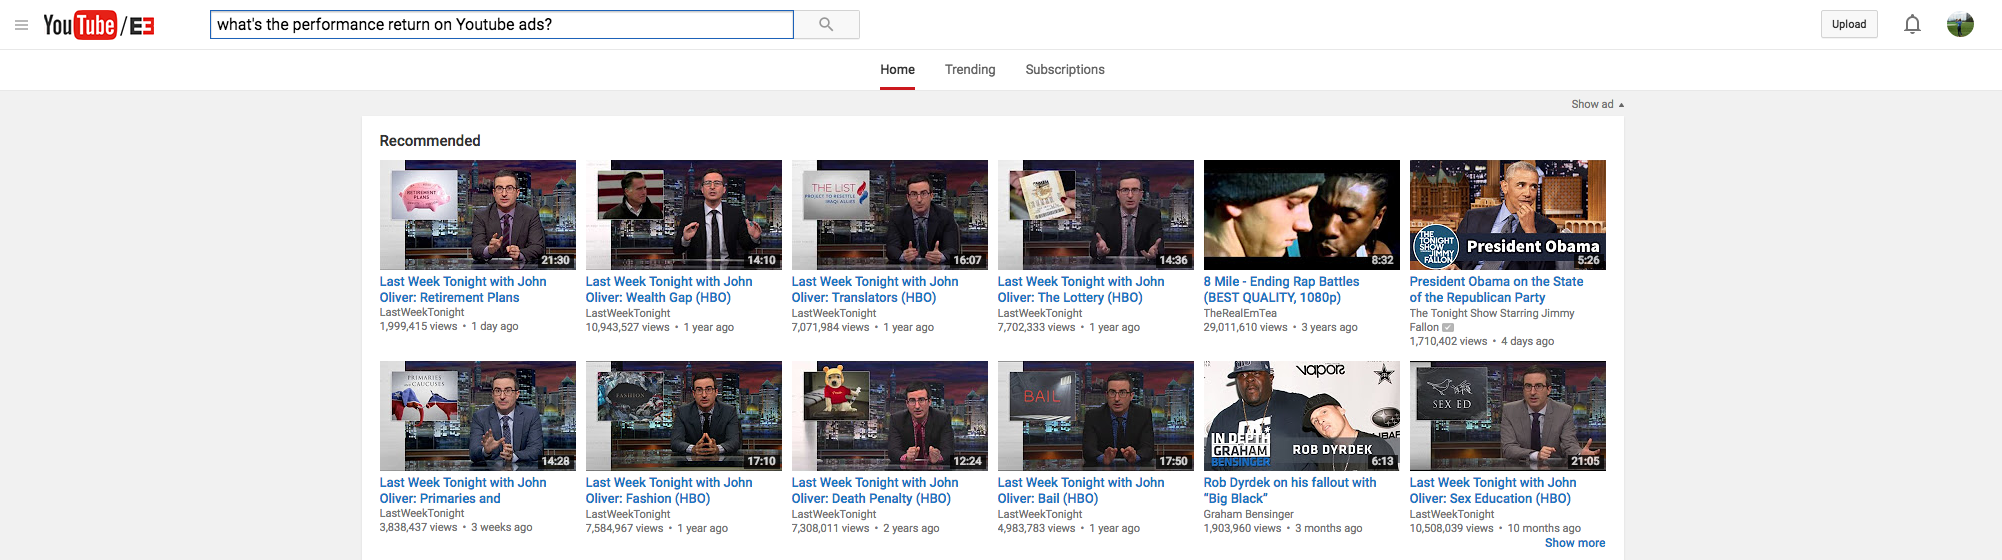 YouTube / E3
what's the performance return on Youtube ads?
Upload
Home
Trending
Subscriptions
Show ad
Recommended
RETIREMENT
PLANS
21:30
Last Week Tonight with John
Oliver: Retirement Plans
LastWeekTonight
1,999,415 views • 1 day ago
14:10
Last Week Tonight with John
Oliver: Wealth Gap (HBO)
LastWeekTonight
10,943,527 views • 1 year ago
THE LIST
PROJECT TO RESETTLE
IRAQI ALLIES
16:07
Last Week Tonight with John
Oliver: Translators (HBO)
LastWeekTonight
7,071,984 views • 1 year ago
14:36
Last Week Tonight with John
Oliver: The Lottery (HBO)
LastWeekTonight
7,702,333 views • 1 year ago
8:32
8 Mile - Ending Rap Battles
(BEST QUALITY, 1080p)
TheRealEmTea
29,011,610 views • 3 years ago
THE
TONIGHT
SHOW
JIMMY
FALLON
President Obama
5:26
President Obama on the State
of the Republican Party
The Tonight Show Starring Jimmy
Fallon
1,710,402 views • 4 days ago
PRIMARIES
AND CAUCUSES
14:28
Last Week Tonight with John
Oliver: Primaries and
LastWeekTonight
3,838,437 views • 3 weeks ago
FASHION
17:10
Last Week Tonight with John
Oliver: Fashion (HBO)
LastWeekTonight
7,584,967 views • 1 year ago
12:24
Last Week Tonight with John
Oliver: Death Penalty (HBO)
LastWeekTonight
7,308,011 views • 2 years ago
BAIL
17:50
Last Week Tonight with John
Oliver: Bail (HBO)
LastWeekTonight
4,983,783 views • 1 year ago
VAPOR
IN DEPTH
GRAHAM
BENSINGER
ROB DYRDEK
6:13
Rob Dyrdek on his fallout with
"Big Black"
Graham Bensinger
1,903,960 views • 3 months ago
SEX ED
21:05
Last Week Tonight with John
Oliver: Sex Education (HBO)
LastWeekTonight
10,508,039 views • 10 months ago
Show more